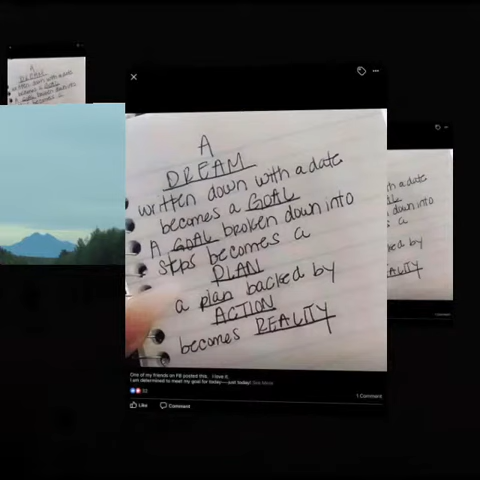 A
DREAM
written down with a date
becomes a GOAL
A GOAL broken down into
steps becomes a
PLAN
a plan backed by
ACTION
becomes REALITY
One of my friends on FB posted this. I love it.
I am determined to meet my goal for today----just today! See More
1 Comment
Like Comment